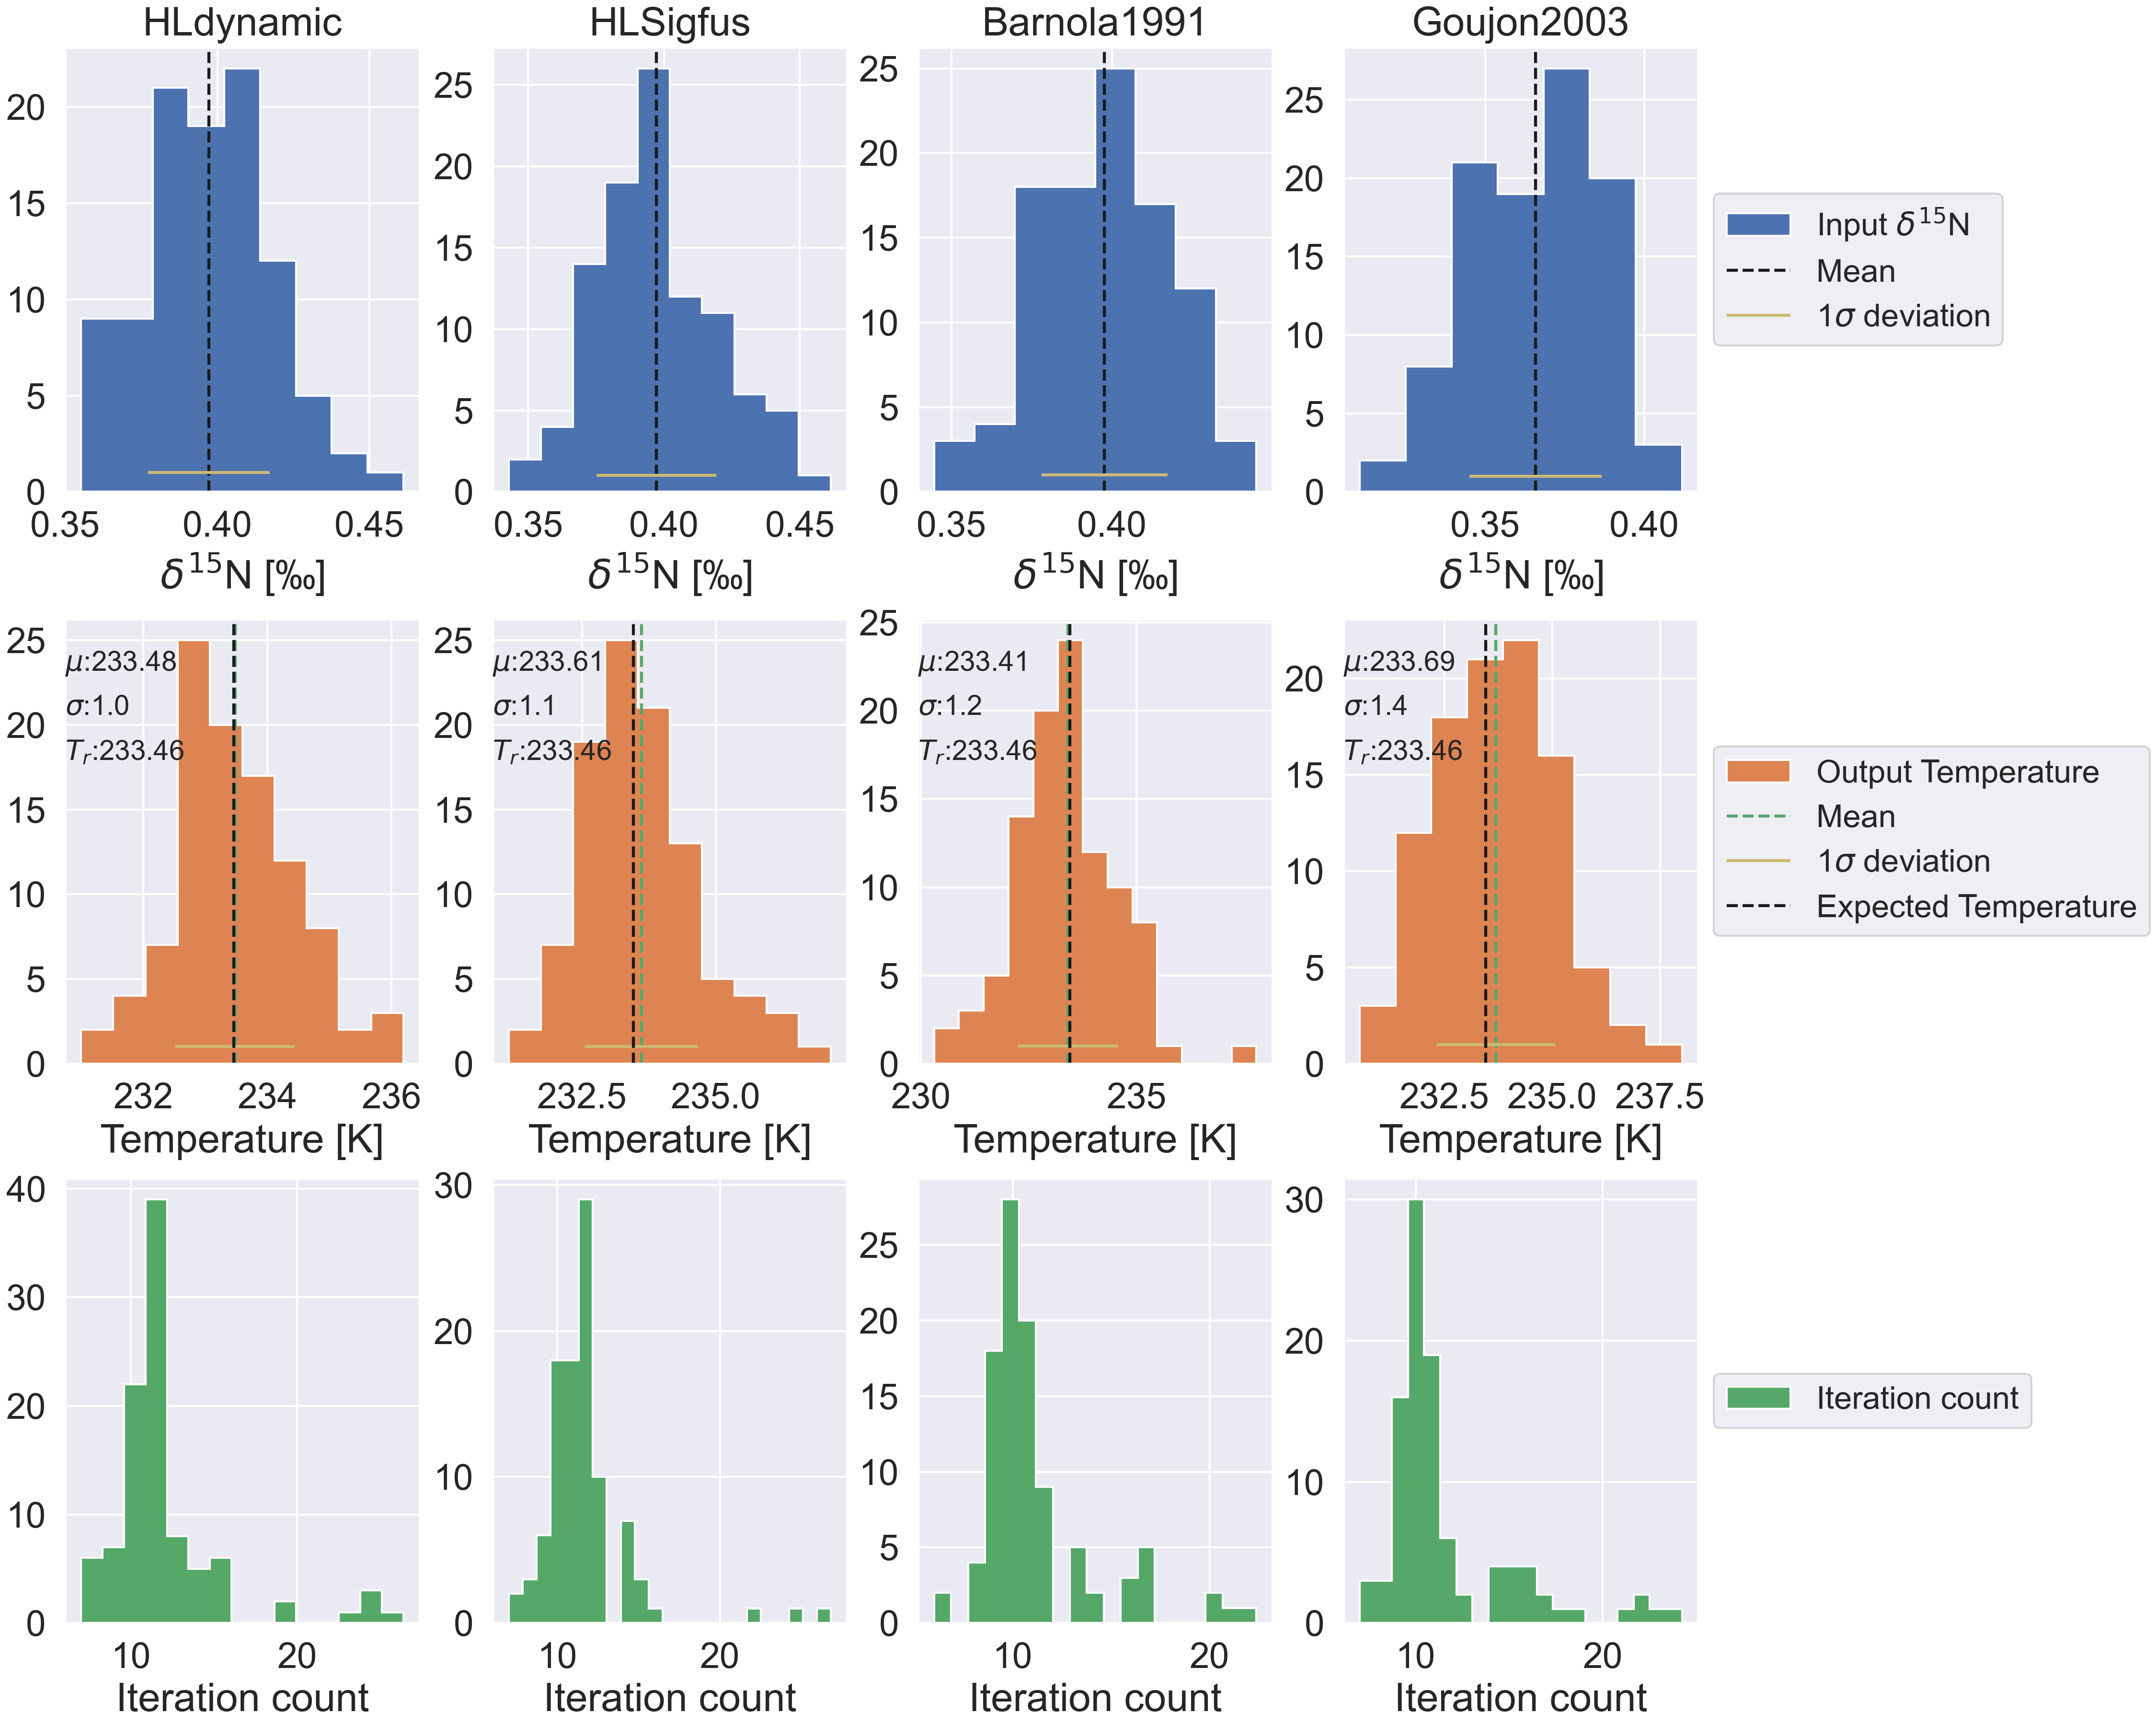 HLdynamic HLSigfus Barnola1991 Goujon2003
20
15
10
5
0
0.35 0.40 0.45
δ¹⁵N [‰]
25
20
15
10
5
0
0.35 0.40 0.45
δ¹⁵N [‰]
25
20
15
10
5
0
0.35 0.40
δ¹⁵N [‰]
25
20
15
10
5
0
0.35 0.40
δ¹⁵N [‰]
Input δ¹⁵N
Mean
1σ deviation
25
20
15
10
5
0
μ:233.48
σ:1.0
Tᵣ:233.46
232 234 236
Temperature [K]
25
20
15
10
5
0
μ:233.61
σ:1.1
Tᵣ:233.46
232.5 235.0
Temperature [K]
25
20
15
10
5
0
μ:233.41
σ:1.2
Tᵣ:233.46
230 235
Temperature [K]
20
15
10
5
0
μ:233.69
σ:1.4
Tᵣ:233.46
232.5 235.0 237.5
Temperature [K]
Output Temperature
Mean
1σ deviation
Expected Temperature
40
30
20
10
0
10 20
Iteration count
30
20
10
0
10 20
Iteration count
25
20
15
10
5
0
10 20
Iteration count
30
20
10
0
10 20
Iteration count
Iteration count